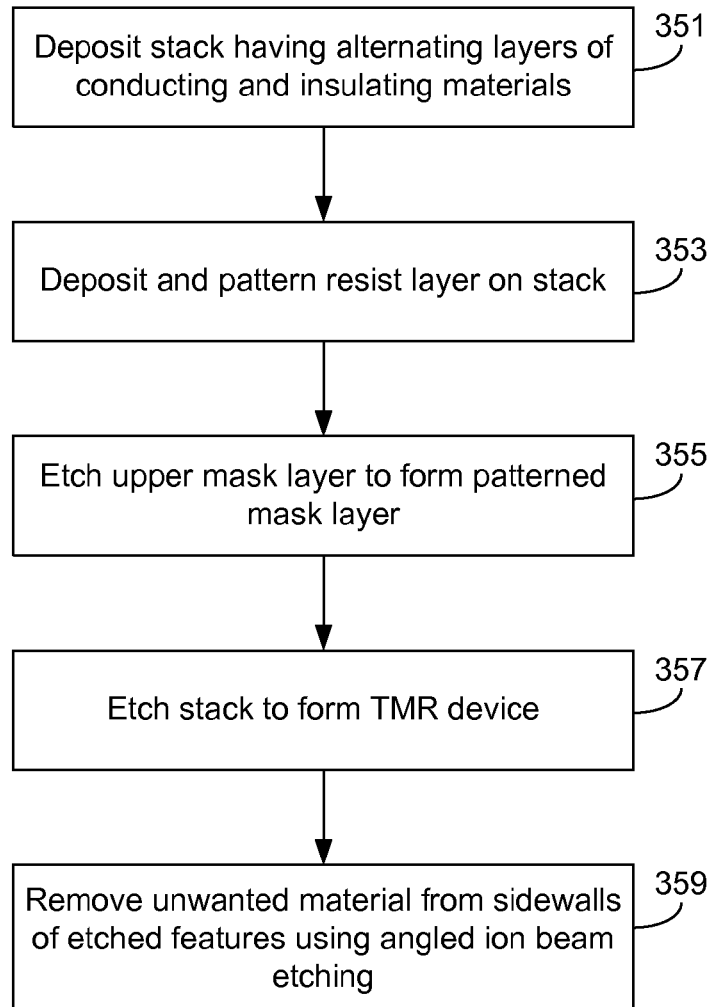 Deposit stack having alternating layers of
conducting and insulating materials
351
Deposit and pattern resist layer on stack
353
Etch upper mask layer to form patterned
mask layer
355
Etch stack to form TMR device
357
Remove unwanted material from sidewalls
of etched features using angled ion beam
etching
359